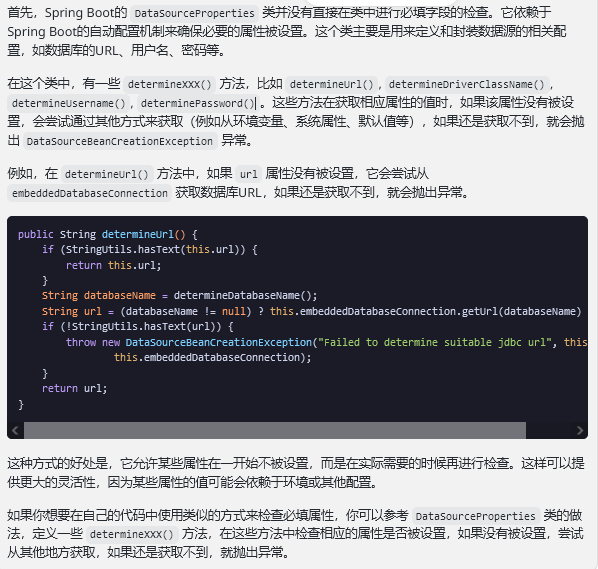 首先，Spring Boot的 DataSourceProperties 类并没有直接在类中进行必填字段的检查。它依赖于
Spring Boot的自动配置机制来确保必要的属性被设置。这个类主要是用来定义和封装数据源的相关配
置，如数据库的URL、用户名、密码等。
在这个类中，有一些 determineXXX() 方法，比如 determineUrl() , determineDriverClassName() ,
determineUsername() , determinePassword() 。这些方法在获取相应属性的值时，如果该属性没有被设
置，会尝试通过其他方式来获取（例如从环境变量、系统属性、默认值等），如果还是获取不到，就会抛
出 DataSourceBeanCreationException 异常。
例如，在 determineUrl() 方法中，如果 url 属性没有被设置，它会尝试从
embeddedDatabaseConnection 获取数据库URL，如果还是获取不到，就会抛出异常。
public String determineUrl() {
if (StringUtils.hasText(this.url)) {
return this.url;
}
String databaseName = determineDatabaseName();
String url = (databaseName != null) ? this.embeddedDatabaseConnection.getUrl(databaseName)
if (!StringUtils.hasText(url)) {
throw new DataSourceBeanCreationException("Failed to determine suitable jdbc url", this
this.embeddedDatabaseConnection);
}
return url;
}
这种方式的好处是，它允许某些属性在一开始不被设置，而是在实际需要的时候再进行检查。这样可以提
供更大的灵活性，因为某些属性的值可能会依赖于环境或其他配置。
如果你想要在自己的代码中使用类似的方式来检查必填属性，你可以参考 DataSourceProperties 类的做
法，定义一些 determineXXX() 方法，在这些方法中检查相应的属性是否被设置，如果没有被设置，尝试
从其他地方获取，如果还是获取不到，就抛出异常。